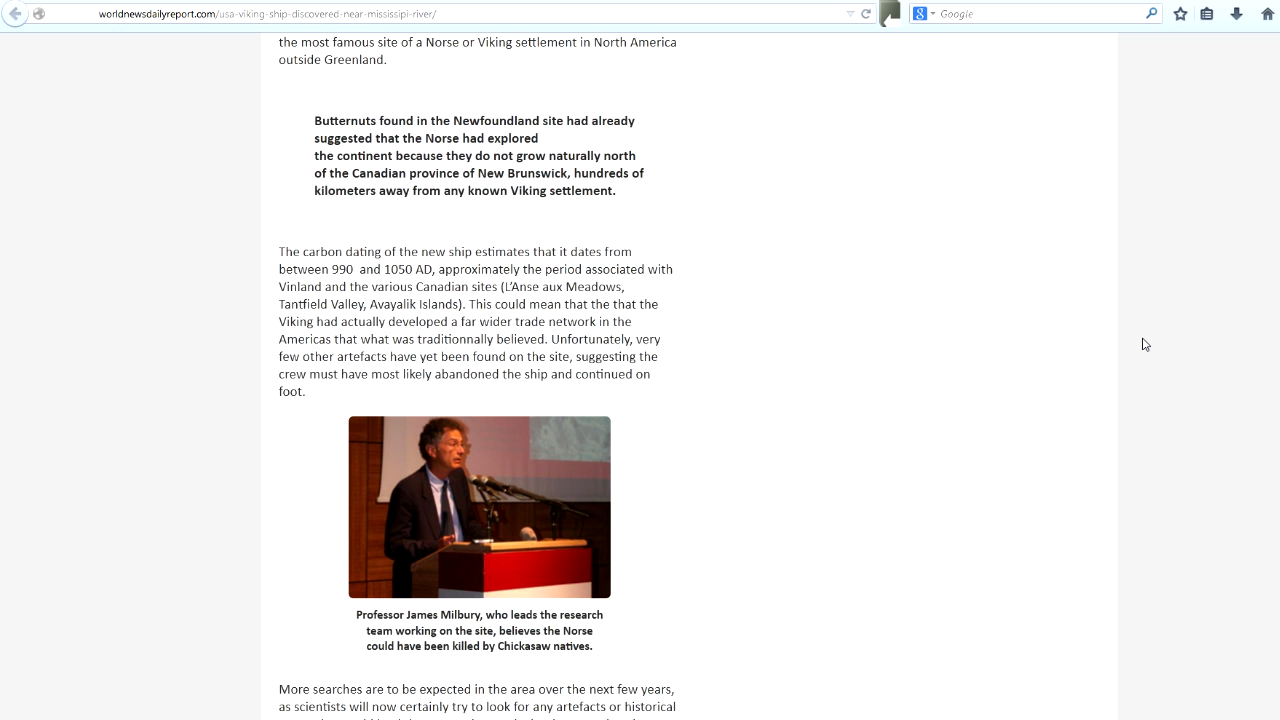 worldnewsdailyreport.com/usa-viking-ship-discovered-near-mississipi-river/
Google
the most famous site of a Norse or Viking settlement in North America
outside Greenland.
Butternuts found in the Newfoundland site had already
suggested that the Norse had explored
the continent because they do not grow naturally north
of the Canadian province of New Brunswick, hundreds of
kilometers away from any known Viking settlement.
The carbon dating of the new ship estimates that it dates from
between 990 and 1050 AD, approximately the period associated with
Vinland and the various Canadian sites (L’Anse aux Meadows,
Tantfield Valley, Avayalik Islands). This could mean that the that the
Viking had actually developed a far wider trade network in the
Americas that what was traditionnally believed. Unfortunately, very
few other artefacts have yet been found on the site, suggesting the
crew must have most likely abandoned the ship and continued on
foot.
Professor James Milbury, who leads the research
team working on the site, believes the Norse
could have been killed by Chickasaw natives.
More searches are to be expected in the area over the next few years,
as scientists will now certainly try to look for any artefacts or historical